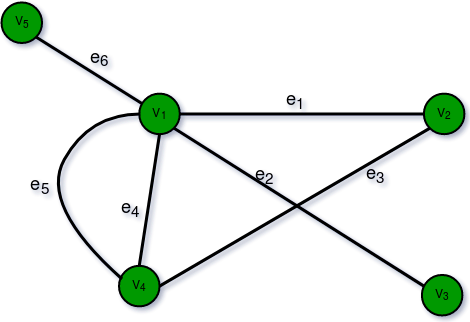 V₅
e₆
V₁
e₁
V₂
e₂
e₃
e₅
e₄
V₄
V₃